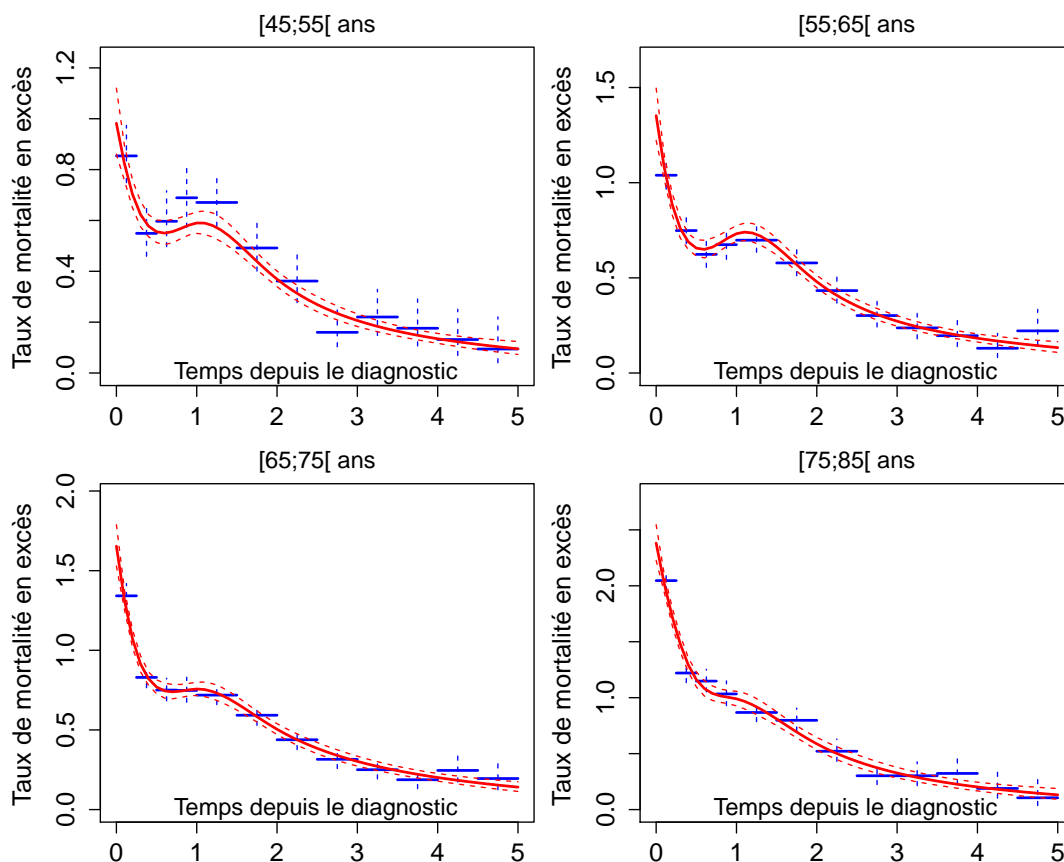 [45;55[ ans
Taux de mortalité en excès
0.0 0.4 0.8 1.2
Temps depuis le diagnostic
0 1 2 3 4 5
[55;65[ ans
Taux de mortalité en excès
0.0 0.5 1.0 1.5
Temps depuis le diagnostic
0 1 2 3 4 5
[65;75[ ans
Taux de mortalité en excès
0.0 0.5 1.0 1.5 2.0
Temps depuis le diagnostic
0 1 2 3 4 5
[75;85[ ans
Taux de mortalité en excès
0.0 1.0 2.0
Temps depuis le diagnostic
0 1 2 3 4 5